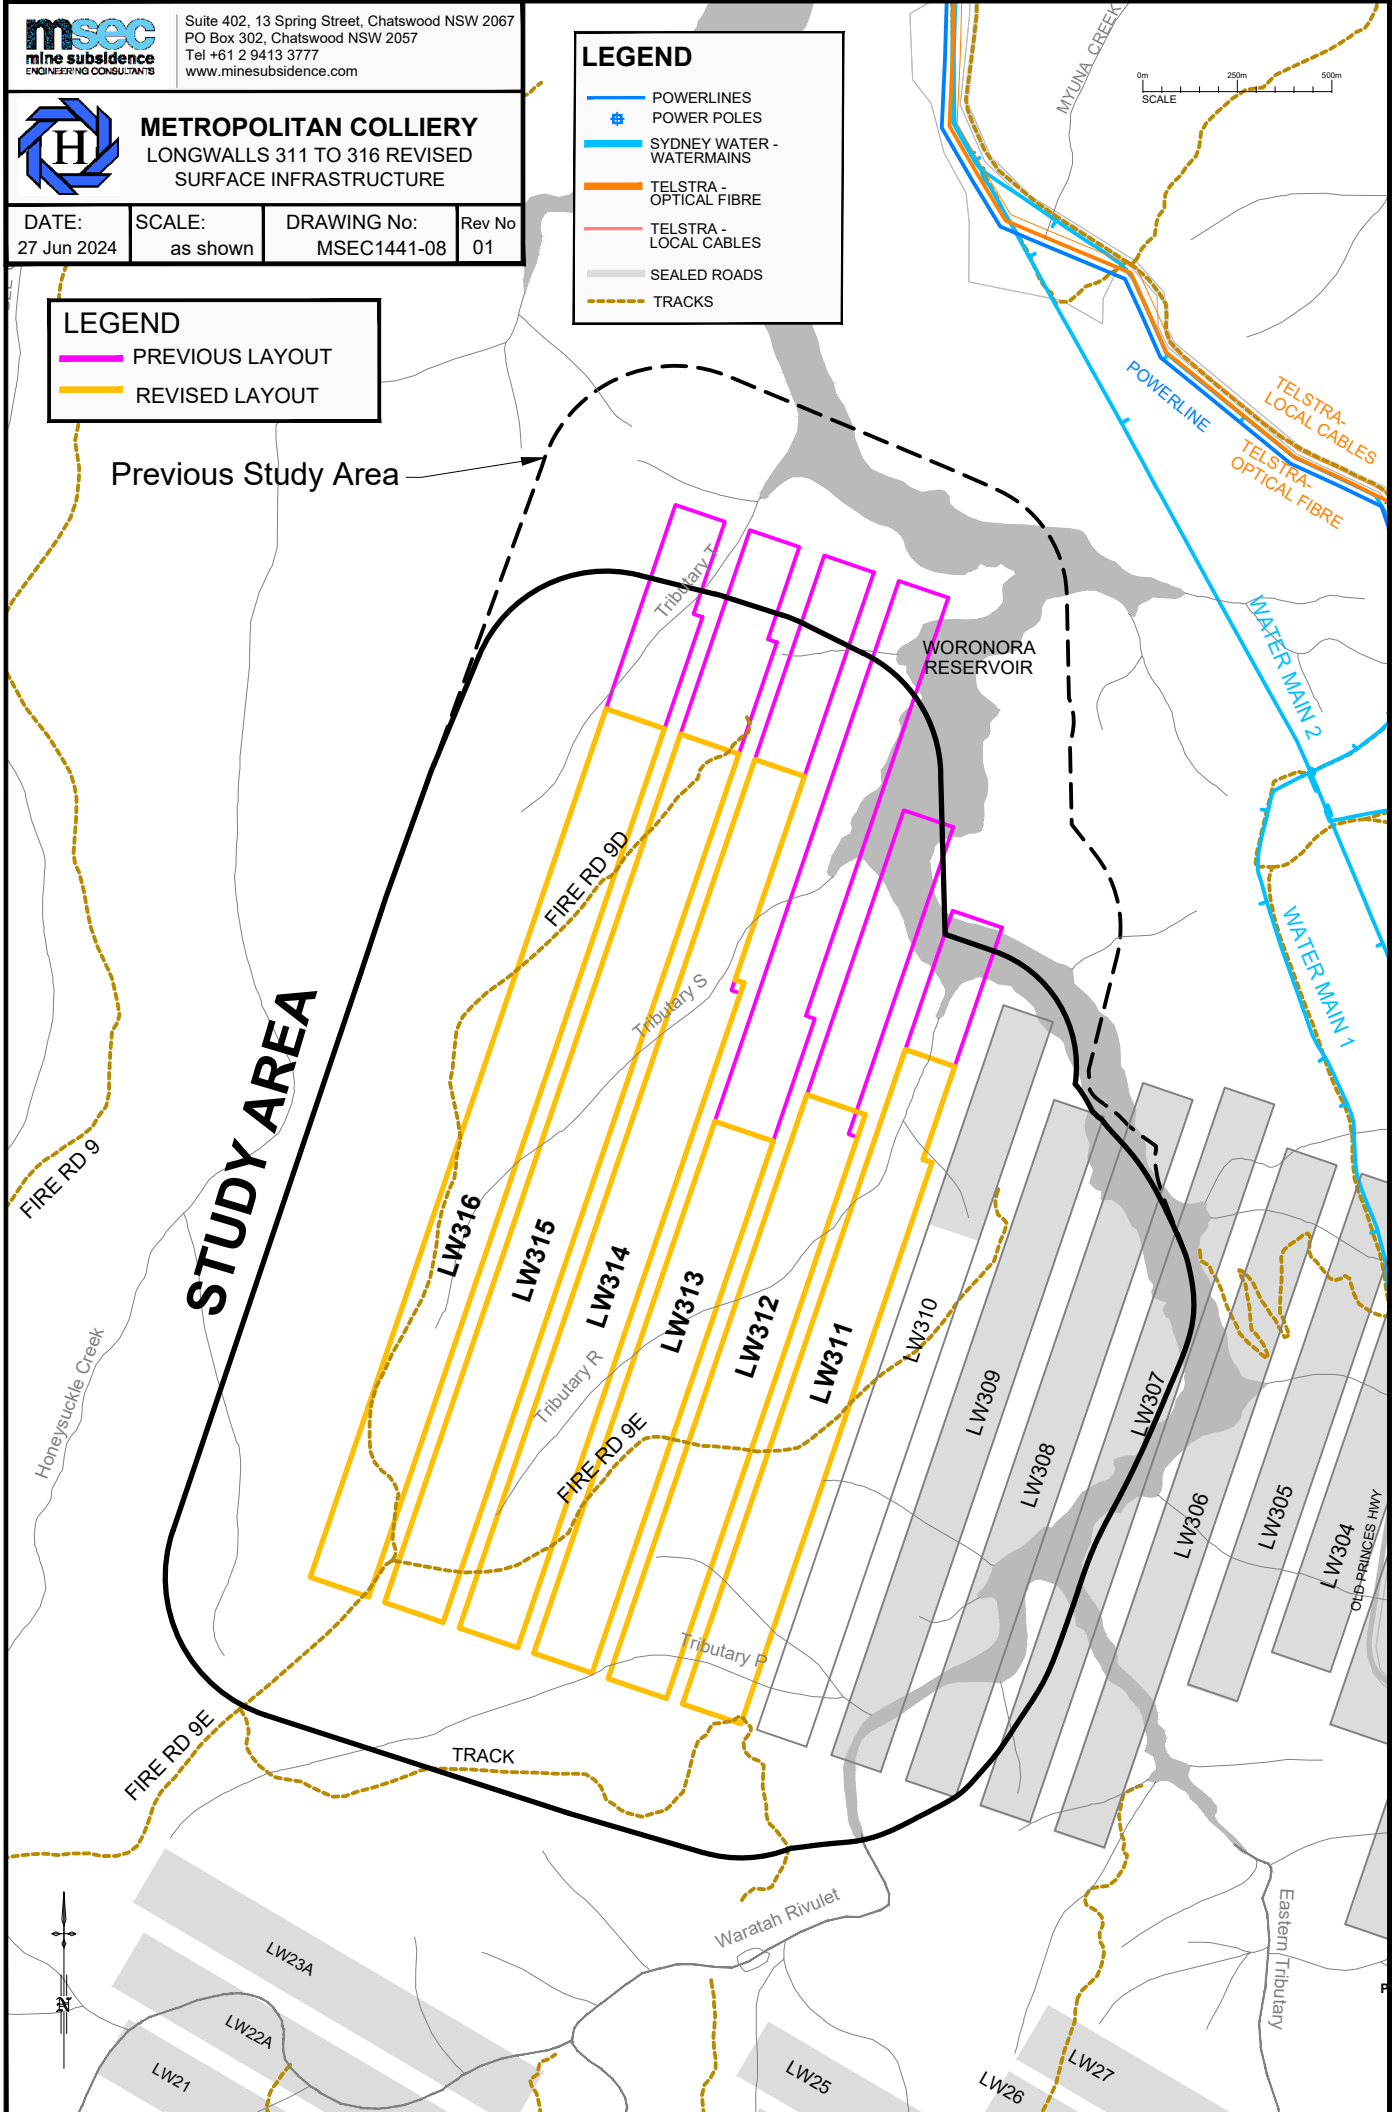 msec
mine subsidence
ENGINEERING CONSULTANTS
Suite 402, 13 Spring Street, Chatswood NSW 2067
PO Box 302, Chatswood NSW 2057
Tel +61 2 9413 3777
www.minesubsidence.com
H
METROPOLITAN COLLIERY
LONGWALLS 311 TO 316 REVISED
SURFACE INFRASTRUCTURE
DATE:
27 Jun 2024
SCALE:
as shown
DRAWING No:
MSEC1441-08
Rev No
01
LEGEND
POWERLINES
POWER POLES
SYDNEY WATER -
WATERMAINS
TELSTRA -
OPTICAL FIBRE
TELSTRA -
LOCAL CABLES
SEALED ROADS
TRACKS
0m
250m
500m
SCALE
MYUNA CREEK
LEGEND
PREVIOUS LAYOUT
REVISED LAYOUT
Previous Study Area
POWERLINE
TELSTRA-
LOCAL CABLES
TELSTRA-
OPTICAL FIBRE
Tributary T
WORONORA
RESERVOIR
WATER MAIN 2
FIRE RD 9D
WATER MAIN 1
Tributary S
STUDY AREA
FIRE RD 9
LW316
LW315
LW314
LW313
LW312
LW311
LW310
LW309
LW308
LW307
LW306
LW305
LW304
OLD PRINCES HWY
Honeysuckle Creek
Tributary R
FIRE RD 9E
Tributary P
FIRE RD 9E
TRACK
Waratah Rivulet
Eastern Tributary
LW23A
LW22A
LW21
LW25
LW26
LW27
N
P